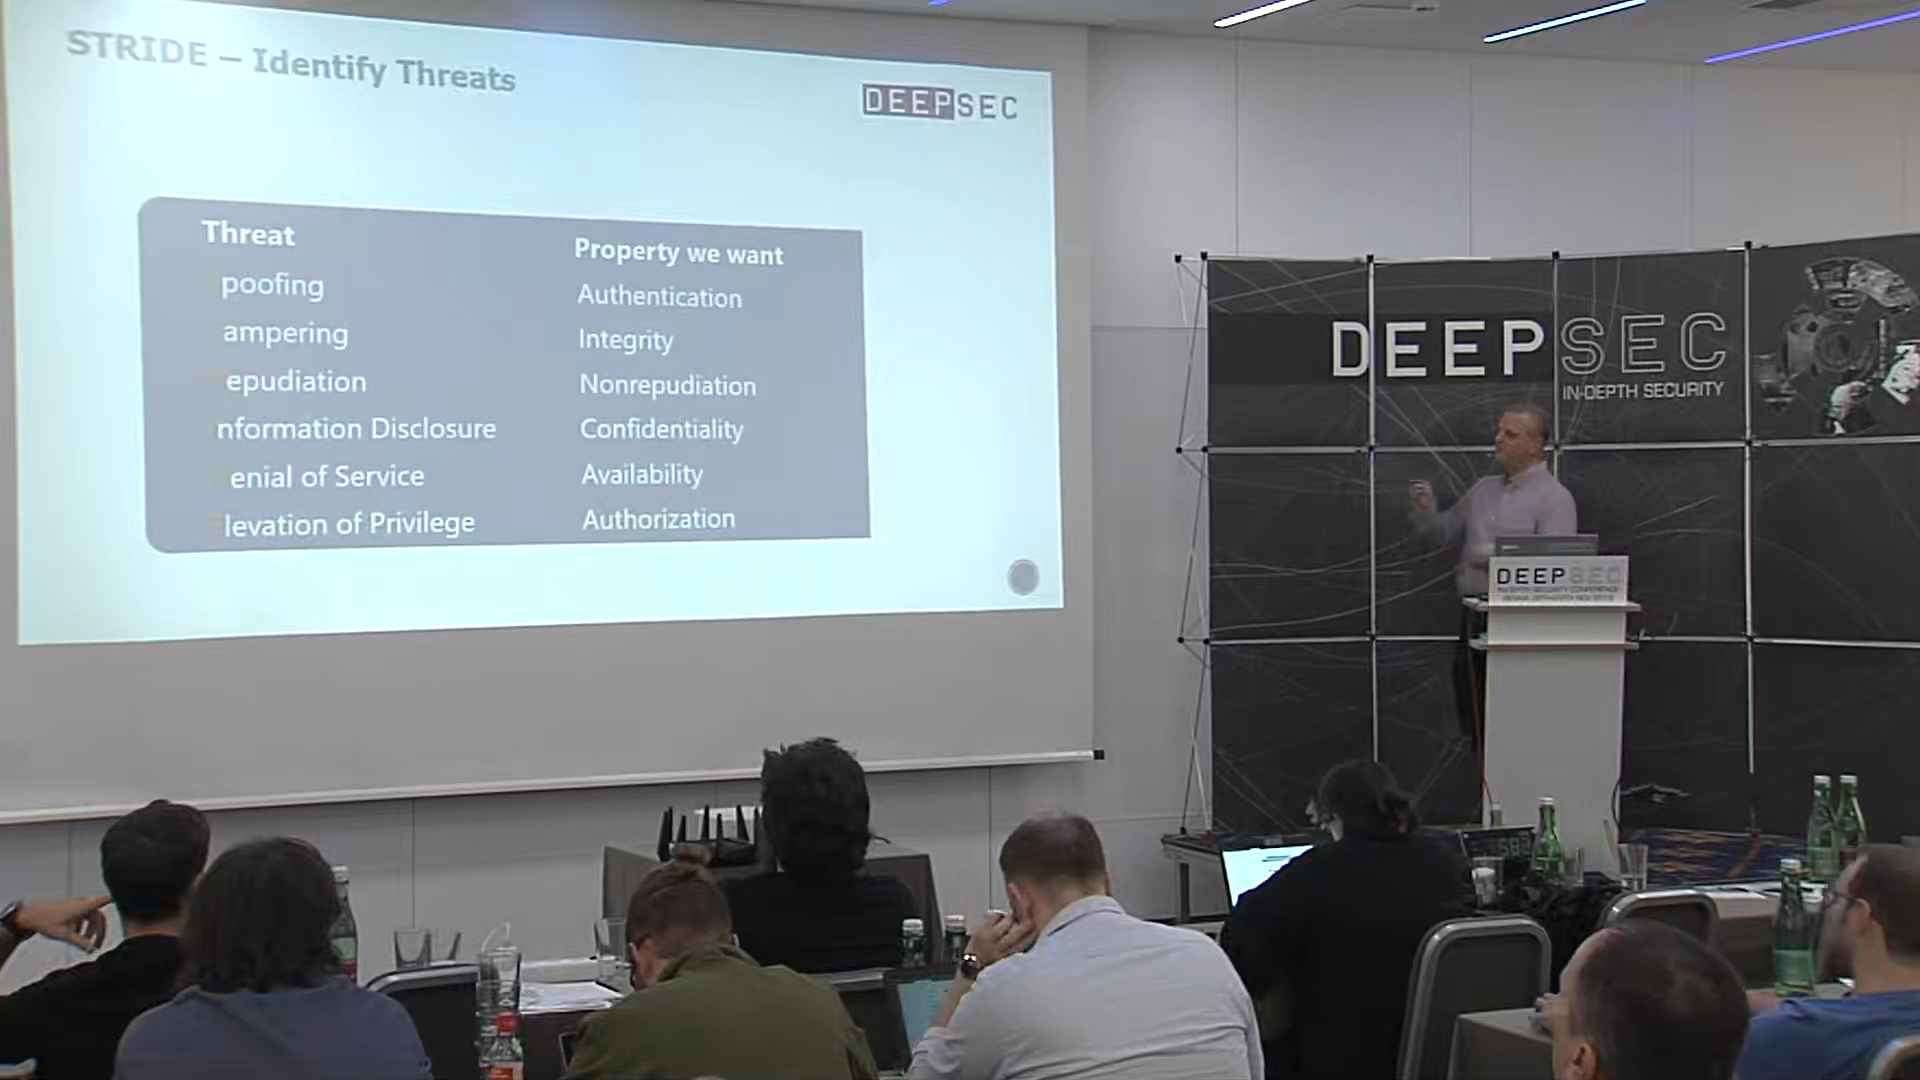 STRIDE – Identify Threats
DEEPSEC
Threat
Property we want
poofing
Authentication
ampering
Integrity
epudiation
Nonrepudiation
nformation Disclosure
Confidentiality
enial of Service
Availability
levation of Privilege
Authorization
DEEPSEC
IN-DEPTH SECURITY
DEEPSEC